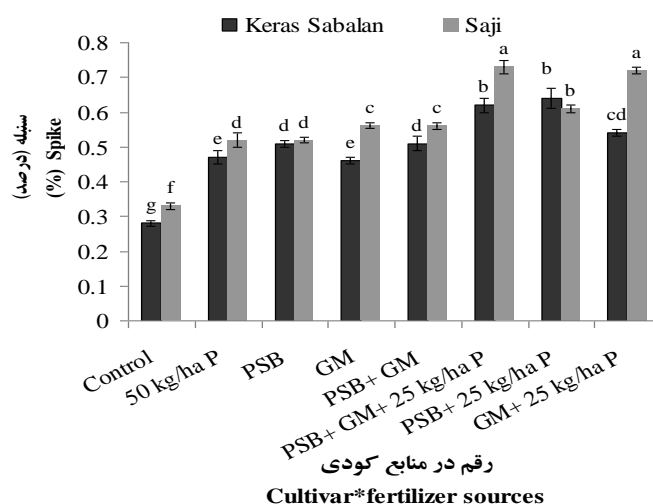 Keras Sabalan Saji
0.8
0.7
0.6
0.5
0.4
0.3
0.2
0.1
0
سنبله (درصد)
(%) Spike
g f
e d
d d
e c
d c
b a
b b
cd a
Control
50 kg/ha P
PSB
GM
PSB+ GM
PSB+ GM+ 25 kg/ha P
PSB+ 25 kg/ha P
GM+ 25 kg/ha P
رقم در منابع کودی
Cultivar*fertilizer sources